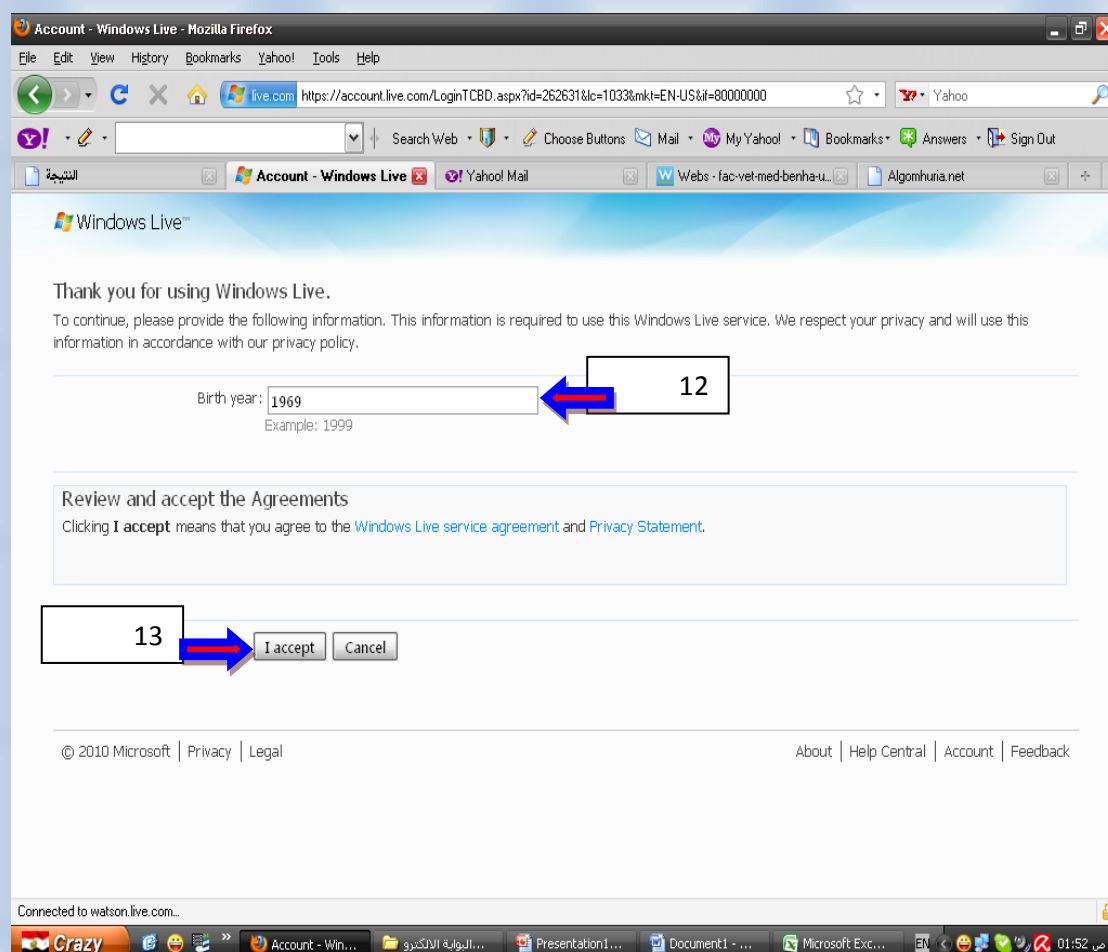 Account - Windows Live - Mozilla Firefox
File Edit View History Bookmarks Yahoo! Tools Help
live.com https://account.live.com/LoginTCBD.aspx?id=262631&lc=1033&mkt=EN-US&if=80000000 Yahoo
Search Web Choose Buttons Mail My Yahoo! Bookmarks Answers Sign Out
النتيجة Account - Windows Live Yahoo! Mail Webs - fac-vet-med-benha-u... Algomhuria.net
Windows Live™
Thank you for using Windows Live.
To continue, please provide the following information. This information is required to use this Windows Live service. We respect your privacy and will use this
information in accordance with our privacy policy.
12
Birth year: 1969
Example: 1999
Review and accept the Agreements
Clicking I accept means that you agree to the Windows Live service agreement and Privacy Statement.
13
I accept Cancel
© 2010 Microsoft | Privacy | Legal About | Help Central | Account | Feedback
Connected to watson.live.com...
Crazy » Account - Win... البوابة الالكترو... Presentation1... Document1 - ... Microsoft Exc... EN 01:52 ص